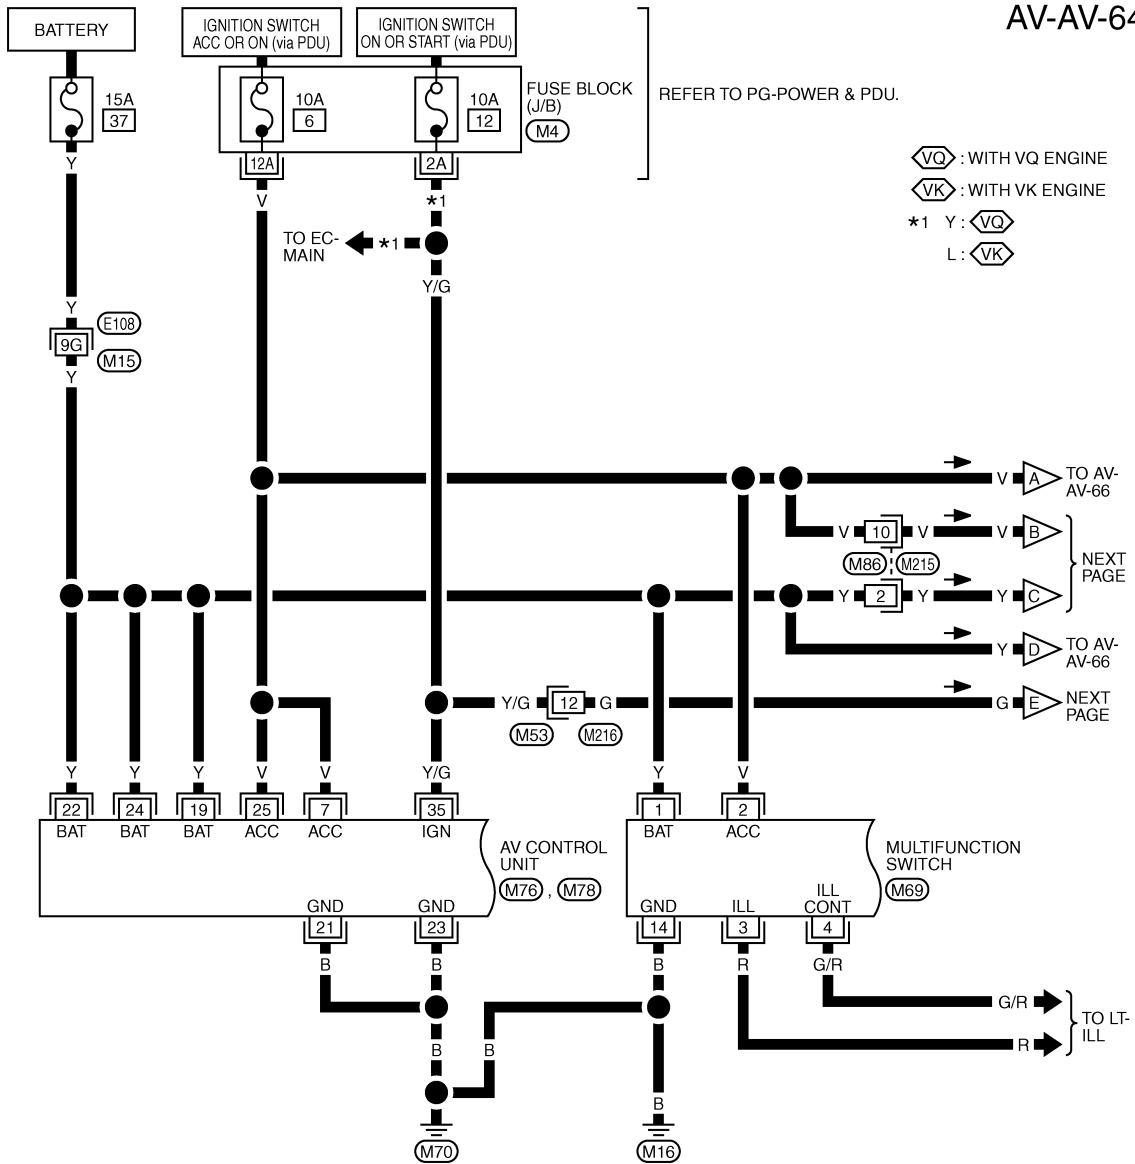 AV-AV-64
BATTERY
IGNITION SWITCH
ACC OR ON (via PDU)
IGNITION SWITCH
ON OR START (via PDU)
15A
37
10A
6
10A
12
FUSE BLOCK
(J/B)
M4
REFER TO PG-POWER & PDU.
12A
2A
VQ : WITH VQ ENGINE
VK : WITH VK ENGINE
*1 Y : VQ
L : VK
Y
V
*1
TO EC-
MAIN
*1
Y/G
Y
E108
9G
M15
Y
V
A
TO AV-
AV-66
V
10
V
V
B
M86
M215
NEXT
PAGE
Y
2
Y
Y
C
Y
D
TO AV-
AV-66
Y/G
12
G
G
E
NEXT
PAGE
M53
M216
Y
Y
Y
V
V
Y/G
Y
V
22
24
19
25
7
35
1
2
BAT
BAT
BAT
ACC
ACC
IGN
BAT
ACC
AV CONTROL
UNIT
M76 , M78
MULTIFUNCTION
SWITCH
M69
GND
GND
GND
ILL
ILL
CONT
21
23
14
3
4
B
B
B
R
G/R
G/R
R
TO LT-
ILL
B
B
B
M70
M16